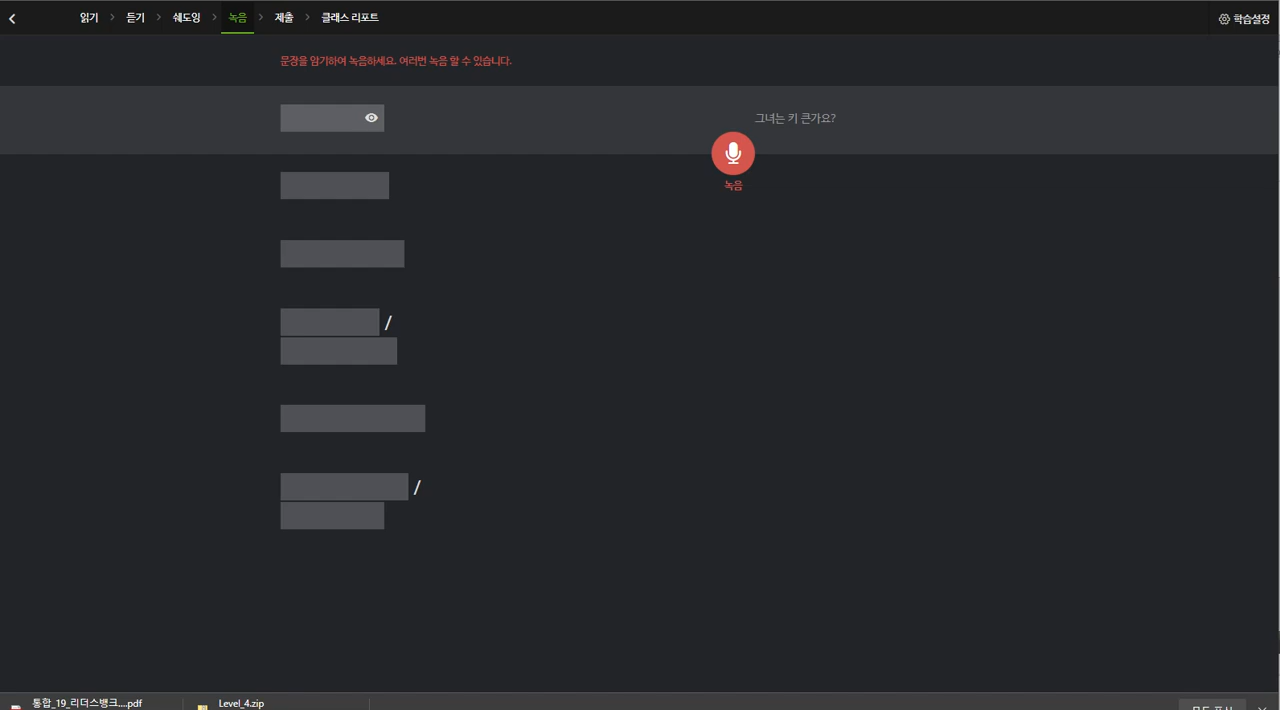 읽기 > 듣기 > 쉐도잉 > 녹음 > 제출 > 클래스 리포트
학습설정
문장을 암기하여 녹음하세요. 여러번 녹음 할 수 있습니다.
그녀는 키 큰가요?
녹음
/
/
통합_19_리더스뱅크....pdf
Level_4.zip